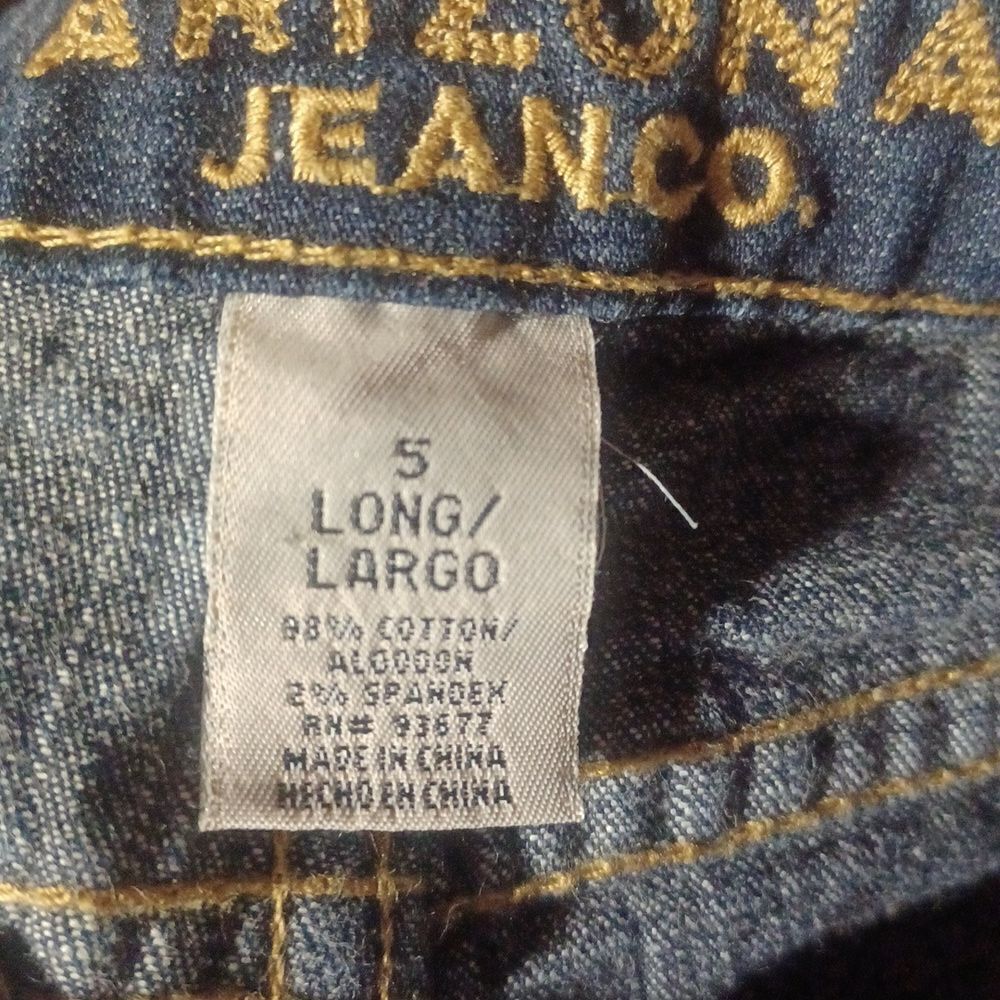 ARIZONA
JEAN CO.
5
LONG/
LARGO
98% COTTON/
ALGODON
2% SPANDEX
RN# 93677
MADE IN CHINA
HECHO EN CHINA